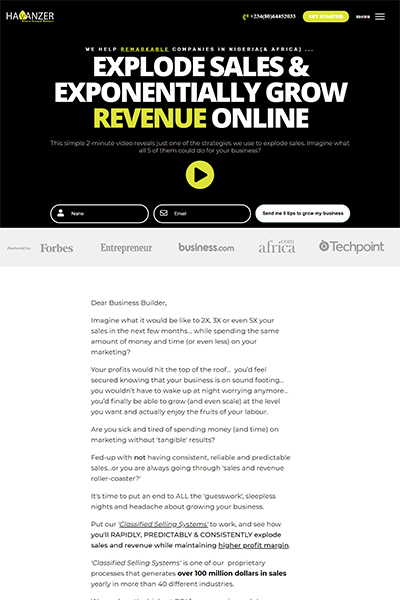 HAVANZER
+234(80)64452033
GET STARTED
MENU
WE HELP REMARKABLE COMPANIES IN NIGERIA(& AFRICA) ...
EXPLODE SALES &
EXPONENTIALLY GROW
REVENUE ONLINE
This simple 2-minute video reveals just one of the strategies we use to explode sales. Imagine what
all 5 of them could do for your business?
Name
Email
Send me 5 tips to grow my business
Featured in:
Forbes
Entrepreneur
business.com
africa.com
Techpoint
Dear Business Builder,
Imagine what it would be like to 2X, 3X or even 5X your
sales in the next few months... while spending the same
amount of money and time (or even less) on your
marketing?
Your profits would hit the top of the roof... you'd feel
secured knowing that your business is on sound footing...
you wouldn't have to wake up at night worrying anymore...
you'd finally be able to grow (and even scale) at the level
you want and actually enjoy the fruits of your labour.
Are you sick and tired of spending money (and time) on
marketing without 'tangible' results?
Fed-up with not having consistent, reliable and predictable
sales...or you are always going through 'sales and revenue
roller-coaster?'
It's time to put an end to ALL the 'guesswork', sleepless
nights and headache about growing your business.
Put our 'Classified Selling Systems' to work, and see how
you'll RAPIDLY, PREDICTABLY & CONSISTENTLY explode
sales and revenue while maintaining higher profit margin.
'Classified Selling Systems' is one of our proprietary
processes that generates over 100 million dollars in sales
yearly in more than 40 different industries.